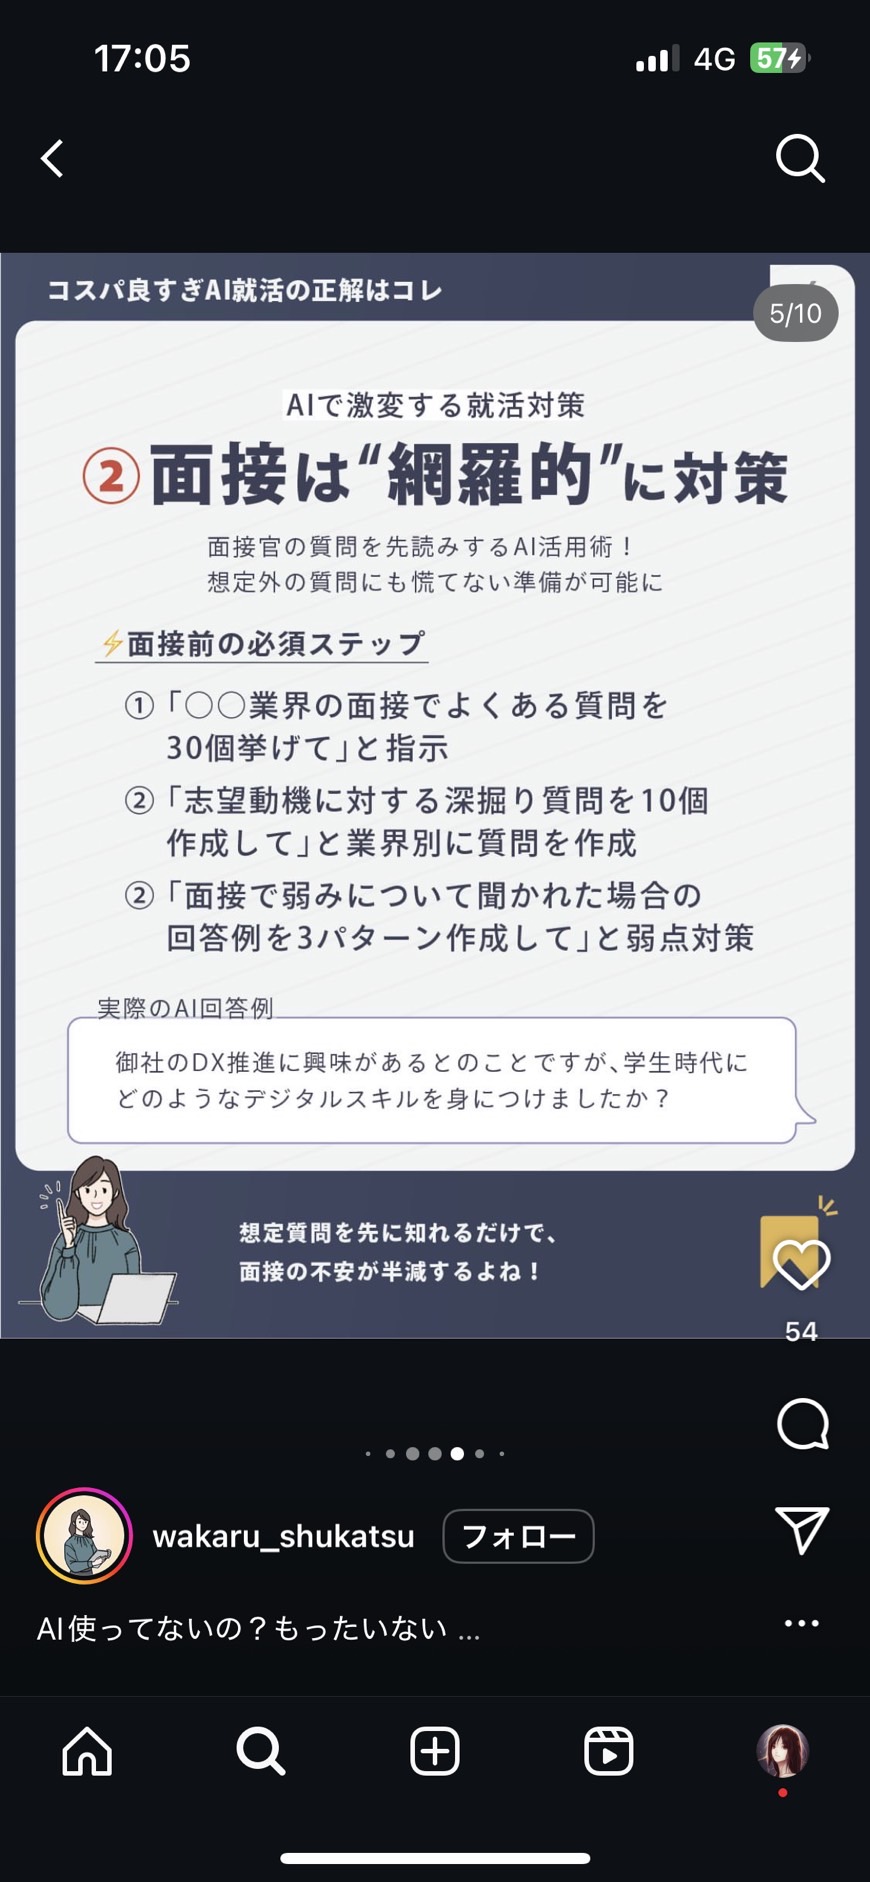 17:05
4G
57
コスパ良すぎAI就活の正解はコレ
5/10
AIで激変する就活対策
②面接は“網羅的”に対策
面接官の質問を先読みするAI活用術！
想定外の質問にも慌てない準備が可能に
⚡面接前の必須ステップ
①「〇〇業界の面接でよくある質問を
30個挙げて」と指示
②「志望動機に対する深掘り質問を10個
作成して」と業界別に質問を作成
②「面接で弱みについて聞かれた場合の
回答例を3パターン作成して」と弱点対策
実際のAI回答例
御社のDX推進に興味があるとのことですが、学生時代に
どのようなデジタルスキルを身につけましたか？
想定質問を先に知れるだけで、
面接の不安が半減するよね！
54
wakaru_shukatsu
フォロー
AI使ってないの？もったいない ...